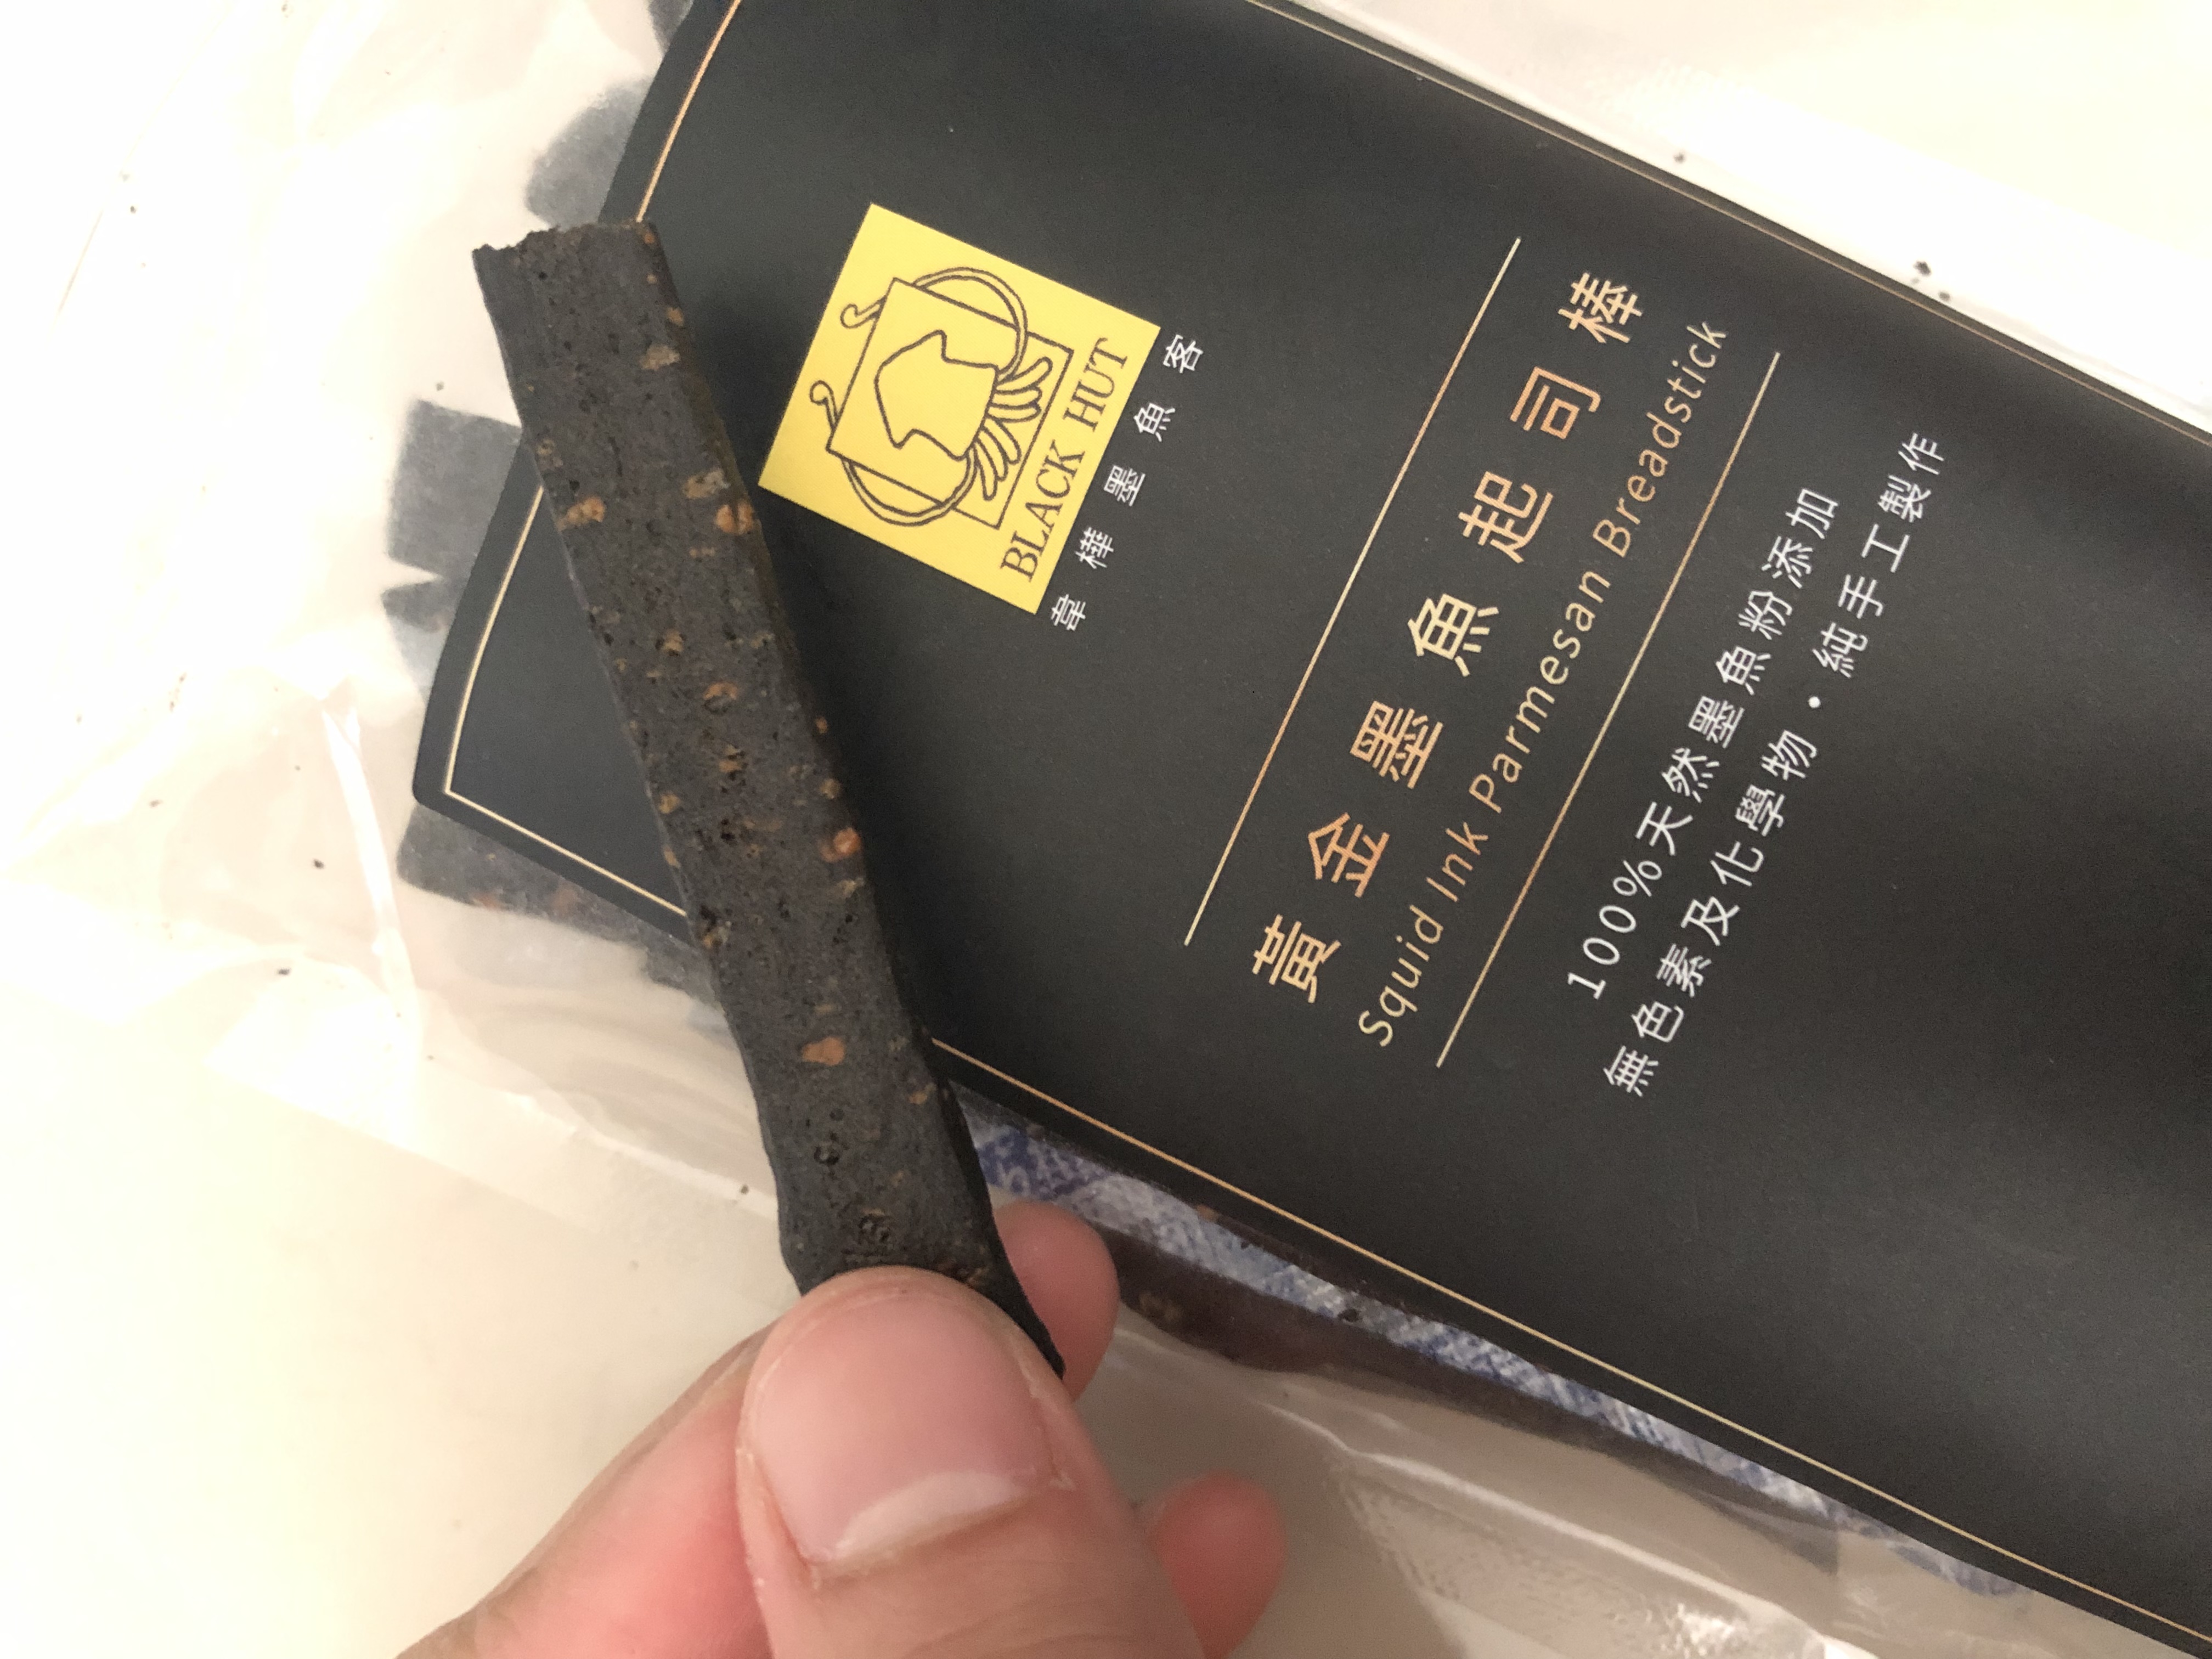 BLACK HUT
韋樺墨魚客
黃金墨魚起司棒
Squid Ink Parmesan Breadstick
100%天然墨魚粉添加
無色素及化學物・純手工製作